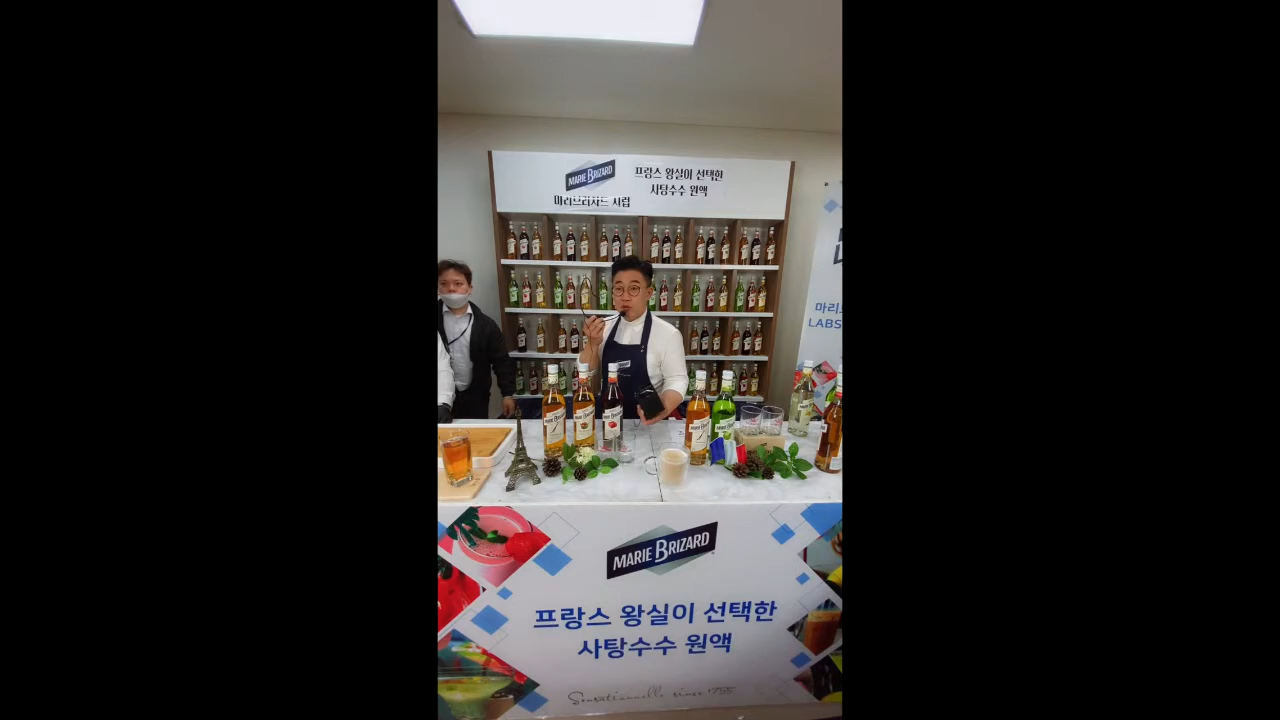 MARIE BRIZARD
마리브리자드 시럽
프랑스 왕실이 선택한
사탕수수 원액
LABS
MARIE BRIZARD
프랑스 왕실이 선택한
사탕수수 원액
Sensationnelle since 1755